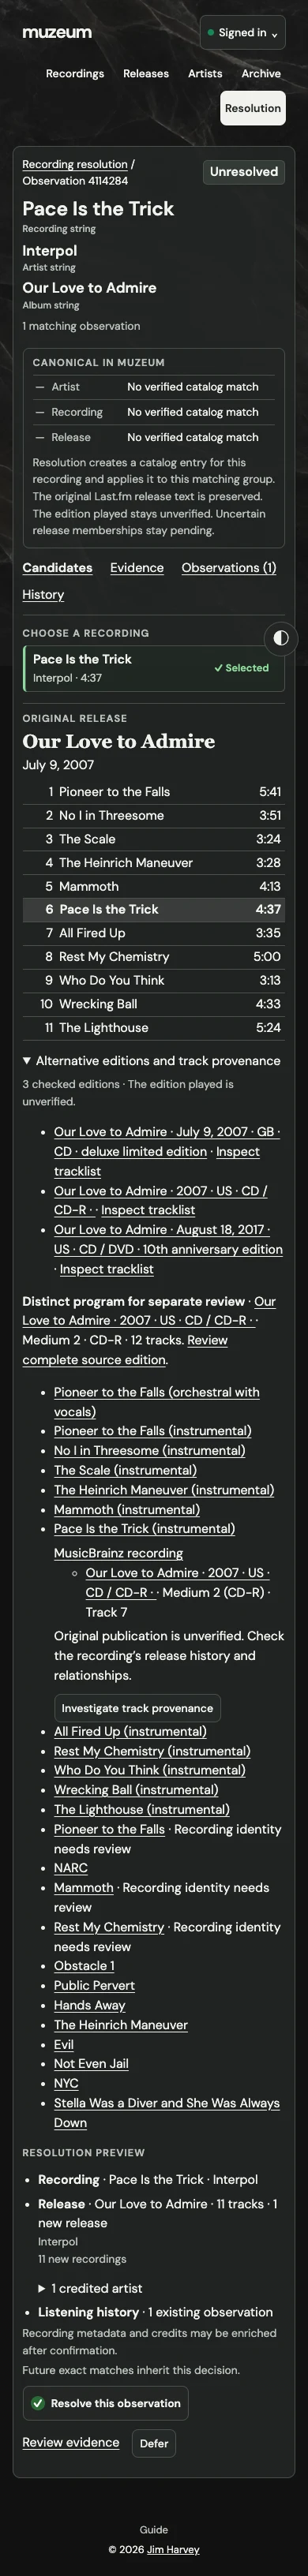 muzeum
Signed in
Recordings Releases Artists Archive
Resolution
Recording resolution /
Observation 4114284
Unresolved
Pace Is the Trick
Recording string
Interpol
Artist string
Our Love to Admire
Album string
1 matching observation
CANONICAL IN MUZEUM
— Artist No verified catalog match
— Recording No verified catalog match
— Release No verified catalog match
Resolution creates a catalog entry for this
recording and applies it to this matching group.
The original Last.fm release text is preserved.
The edition played stays unverified. Uncertain
release memberships stay pending.
Candidates Evidence Observations (1)
History
CHOOSE A RECORDING
Pace Is the Trick
Interpol · 4:37
✓ Selected
ORIGINAL RELEASE
Our Love to Admire
July 9, 2007
1 Pioneer to the Falls 5:41
2 No I in Threesome 3:51
3 The Scale 3:24
4 The Heinrich Maneuver 3:28
5 Mammoth 4:13
6 Pace Is the Trick 4:37
7 All Fired Up 3:35
8 Rest My Chemistry 5:00
9 Who Do You Think 3:13
10 Wrecking Ball 4:33
11 The Lighthouse 5:24
▼ Alternative editions and track provenance
3 checked editions · The edition played is
unverified.
• Our Love to Admire · July 9, 2007 · GB ·
CD · deluxe limited edition · Inspect
tracklist
• Our Love to Admire · 2007 · US · CD /
CD-R · · Inspect tracklist
• Our Love to Admire · August 18, 2017 ·
US · CD / DVD · 10th anniversary edition
· Inspect tracklist
Distinct program for separate review · Our
Love to Admire · 2007 · US · CD / CD-R · ·
Medium 2 · CD-R · 12 tracks. Review
complete source edition.
• Pioneer to the Falls (orchestral with
vocals)
• Pioneer to the Falls (instrumental)
• No I in Threesome (instrumental)
• The Scale (instrumental)
• The Heinrich Maneuver (instrumental)
• Mammoth (instrumental)
• Pace Is the Trick (instrumental)
MusicBrainz recording
◦ Our Love to Admire · 2007 · US ·
CD / CD-R · · Medium 2 (CD-R) ·
Track 7
Original publication is unverified. Check
the recording's release history and
relationships.
Investigate track provenance
• All Fired Up (instrumental)
• Rest My Chemistry (instrumental)
• Who Do You Think (instrumental)
• Wrecking Ball (instrumental)
• The Lighthouse (instrumental)
• Pioneer to the Falls · Recording identity
needs review
• NARC
• Mammoth · Recording identity needs
review
• Rest My Chemistry · Recording identity
needs review
• Obstacle 1
• Public Pervert
• Hands Away
• The Heinrich Maneuver
• Evil
• Not Even Jail
• NYC
• Stella Was a Diver and She Was Always
Down
RESOLUTION PREVIEW
• Recording · Pace Is the Trick · Interpol
• Release · Our Love to Admire · 11 tracks · 1
new release
Interpol
11 new recordings
▶ 1 credited artist
• Listening history · 1 existing observation
Recording metadata and credits may be enriched
after confirmation.
Future exact matches inherit this decision.
Resolve this observation
Review evidence Defer
Guide
© 2026 Jim Harvey